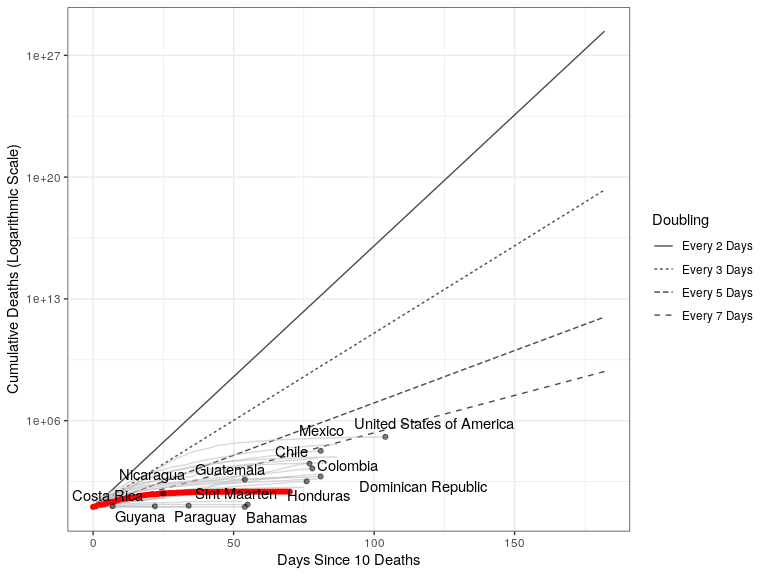 1e+27
1e+20
1e+13
1e+06
Cumulative Deaths (Logarithmic Scale)
United States of America
Mexico
Chile
Colombia
Nicaragua
Guatemala
Dominican Republic
Costa Rica
Sint Maarten
Honduras
Guyana
Paraguay
Bahamas
0
50
100
150
Days Since 10 Deaths
Doubling
Every 2 Days
Every 3 Days
Every 5 Days
Every 7 Days